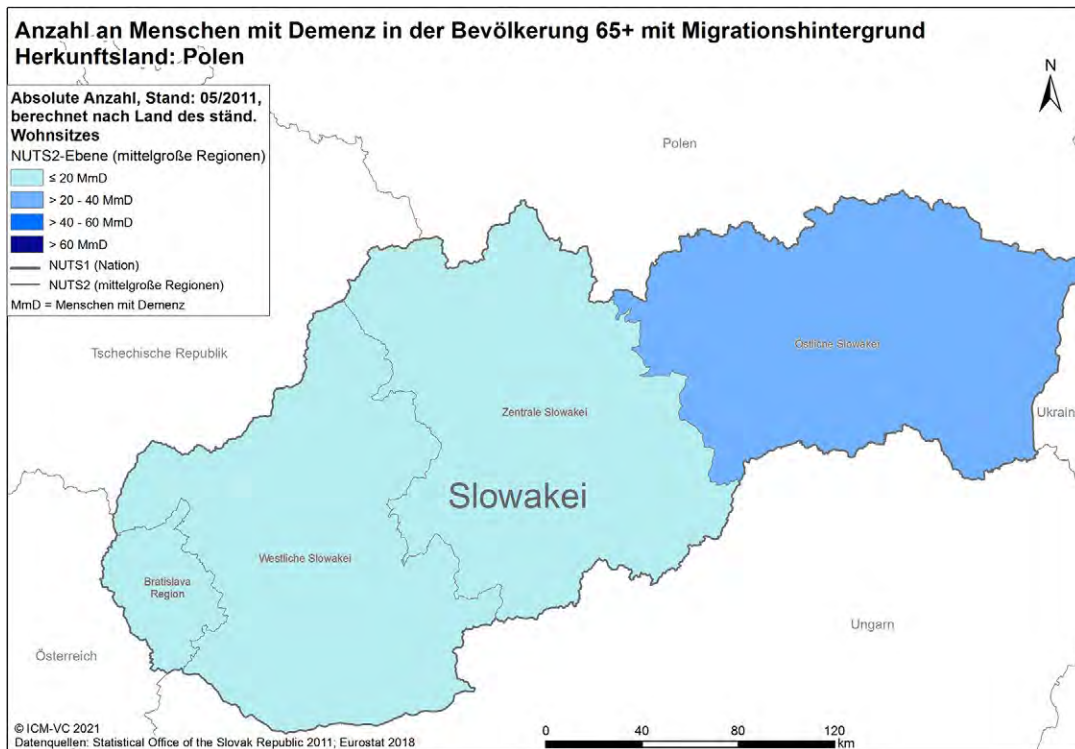 Anzahl an Menschen mit Demenz in der Bevölkerung 65+ mit Migrationshintergrund
Herkunftsland: Polen
N
Absolute Anzahl, Stand: 05/2011,
berechnet nach Land des ständ.
Wohnsitzes
NUTS2-Ebene (mittelgroße Regionen)
≤ 20 MmD
> 20 - 40 MmD
> 40 - 60 MmD
> 60 MmD
NUTS1 (Nation)
NUTS2 (mittelgroße Regionen)
MmD = Menschen mit Demenz
Polen
Tschechische Republik
Östliche Slowakei
Zentrale Slowakei
Ukrain
Slowakei
Westliche Slowakei
Bratislava
Region
Ungarn
Österreich
© ICM-VC 2021
Datenquellen: Statistical Office of the Slovak Republic 2011; Eurostat 2018
0 40 80 120
km